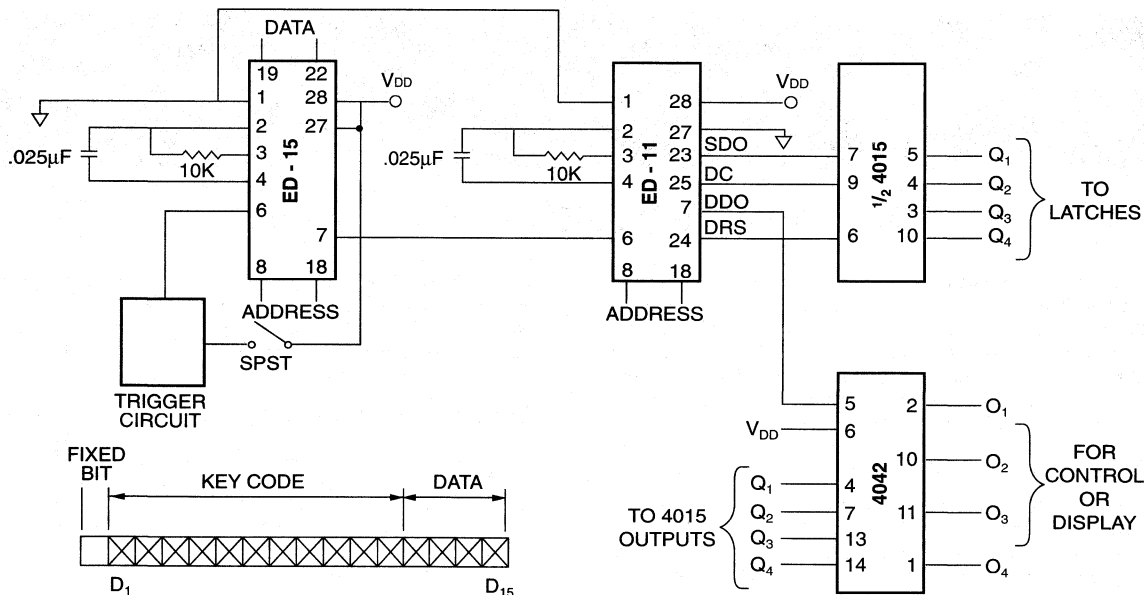 DATA
19 22
1 28
2 27
3
4
6
7
8 18
ED - 15
V_DD
.025µF
10K
ADDRESS
SPST
TRIGGER
CIRCUIT
1 28
2 27
3 23
4 25
7
6 24
8 18
ED - 11
V_DD
.025µF
10K
SDO
DC
DDO
DRS
ADDRESS
7 5
9 4
3
6 10
½ 4015
Q₁
Q₂
Q₃
Q₄
TO
LATCHES
5 2
6
10
4
7 11
13
14 1
4042
V_DD
Q₁
Q₂
Q₃
Q₄
TO 4015
OUTPUTS
O₁
O₂
O₃
O₄
FOR
CONTROL
OR
DISPLAY
FIXED
BIT
KEY CODE
DATA
D₁
D₁₅